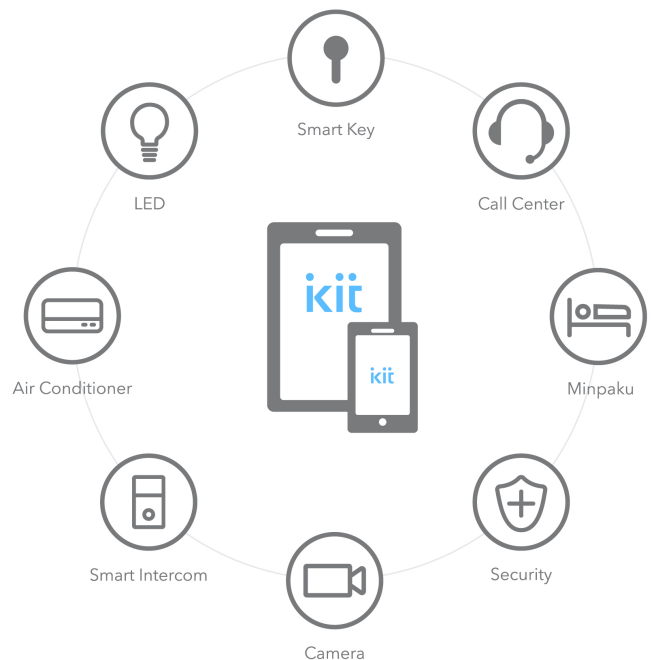 Smart Key
LED
Call Center
kit
kit
Air Conditioner
Minpaku
Smart Intercom
Security
Camera